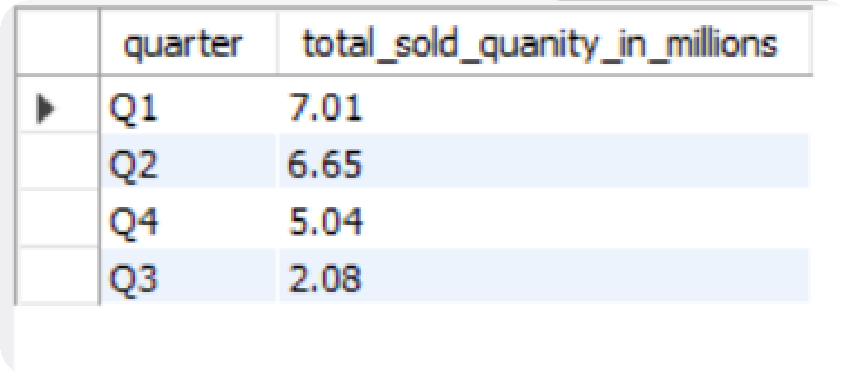 quarter total_sold_quanity_in_millions
Q1 7.01
Q2 6.65
Q4 5.04
Q3 2.08